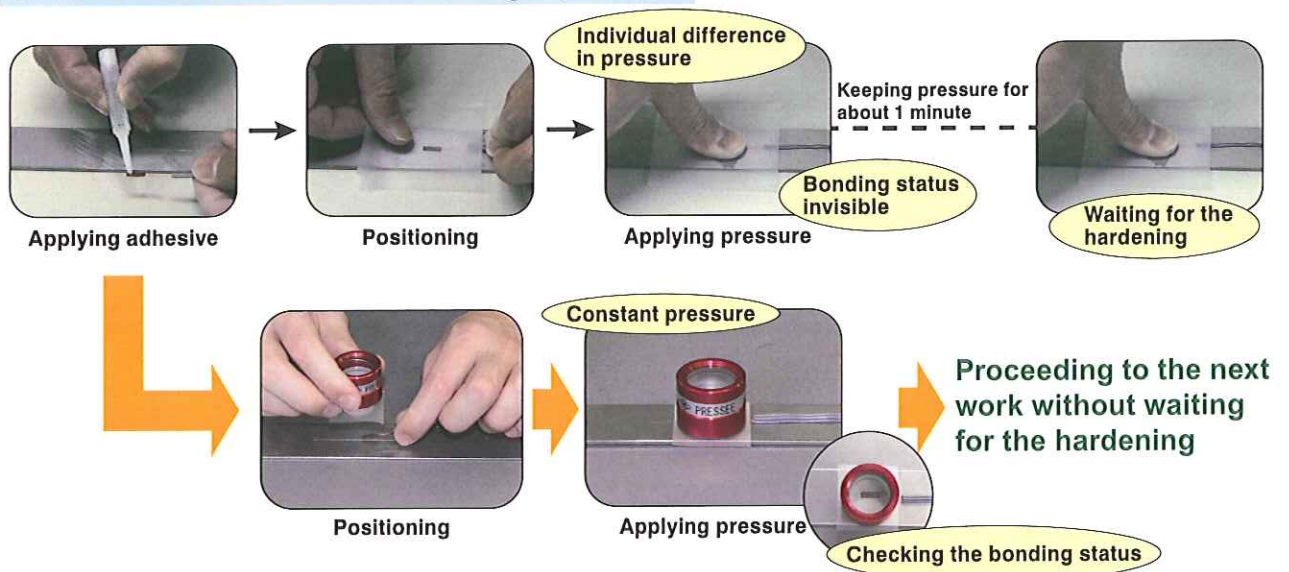 Individual difference
in pressure
Keeping pressure for
about 1 minute
Bonding status
invisible
Waiting for the
hardening
Applying adhesive
Positioning
Applying pressure
Constant pressure
PRESSEE
Proceeding to the next
work without waiting
for the hardening
Positioning
Applying pressure
Checking the bonding status